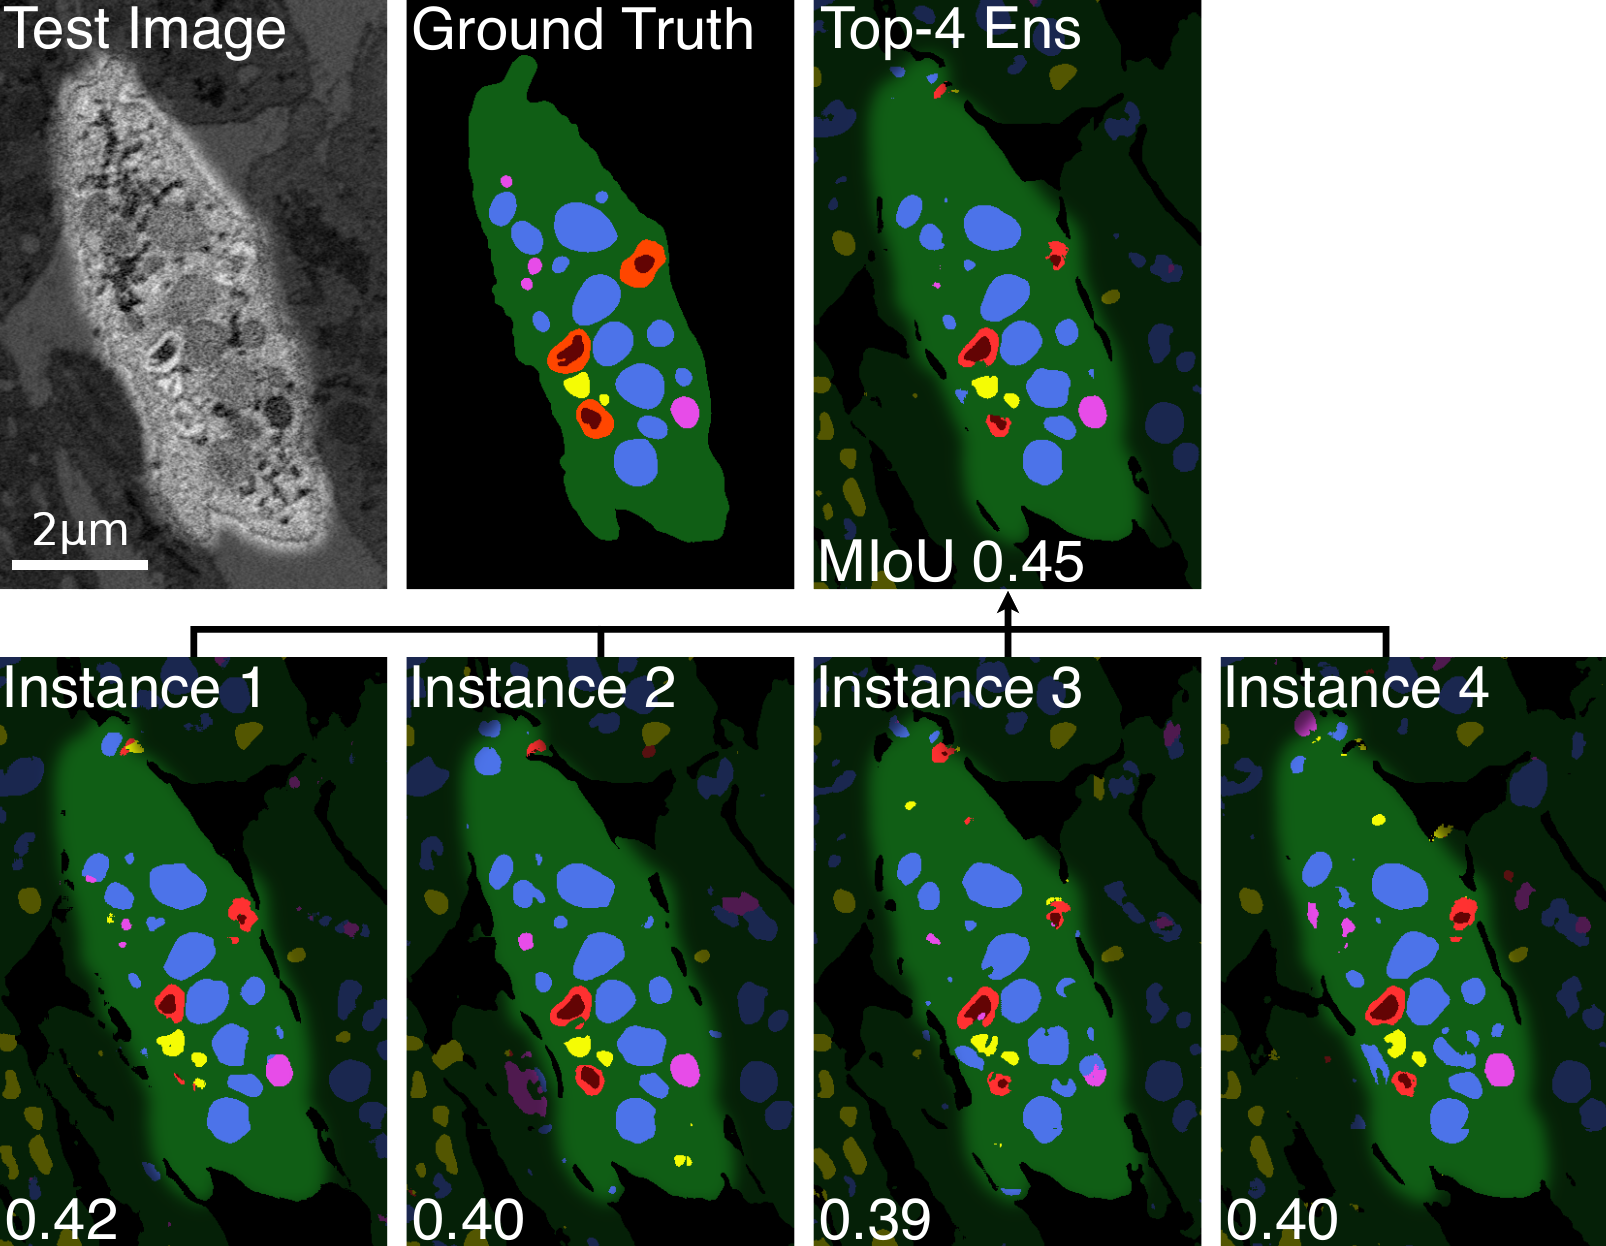 Test Image
Ground Truth
Top-4 Ens
2μm
MIoU 0.45
Instance 1
Instance 2
Instance 3
Instance 4
0.42
0.40
0.39
0.40